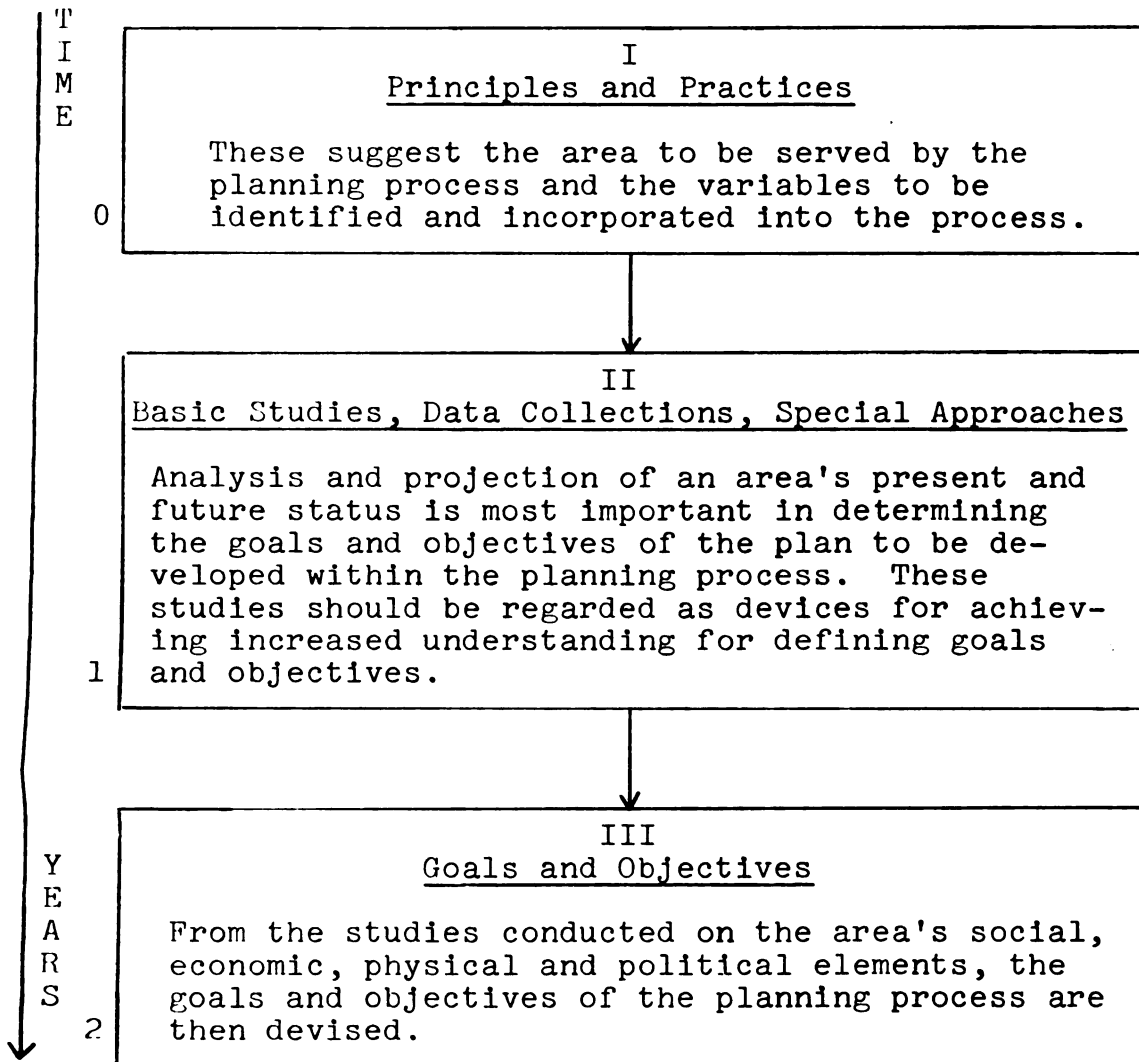 TIME
I
Principles and Practices
These suggest the area to be served by the
planning process and the variables to be
identified and incorporated into the process.
0
II
Basic Studies, Data Collections, Special Approaches
Analysis and projection of an area's present and
future status is most important in determining
the goals and objectives of the plan to be de-
veloped within the planning process. These
studies should be regarded as devices for achiev-
ing increased understanding for defining goals
and objectives.
1
YEARS
III
Goals and Objectives
From the studies conducted on the area's social,
economic, physical and political elements, the
goals and objectives of the planning process are
then devised.
2